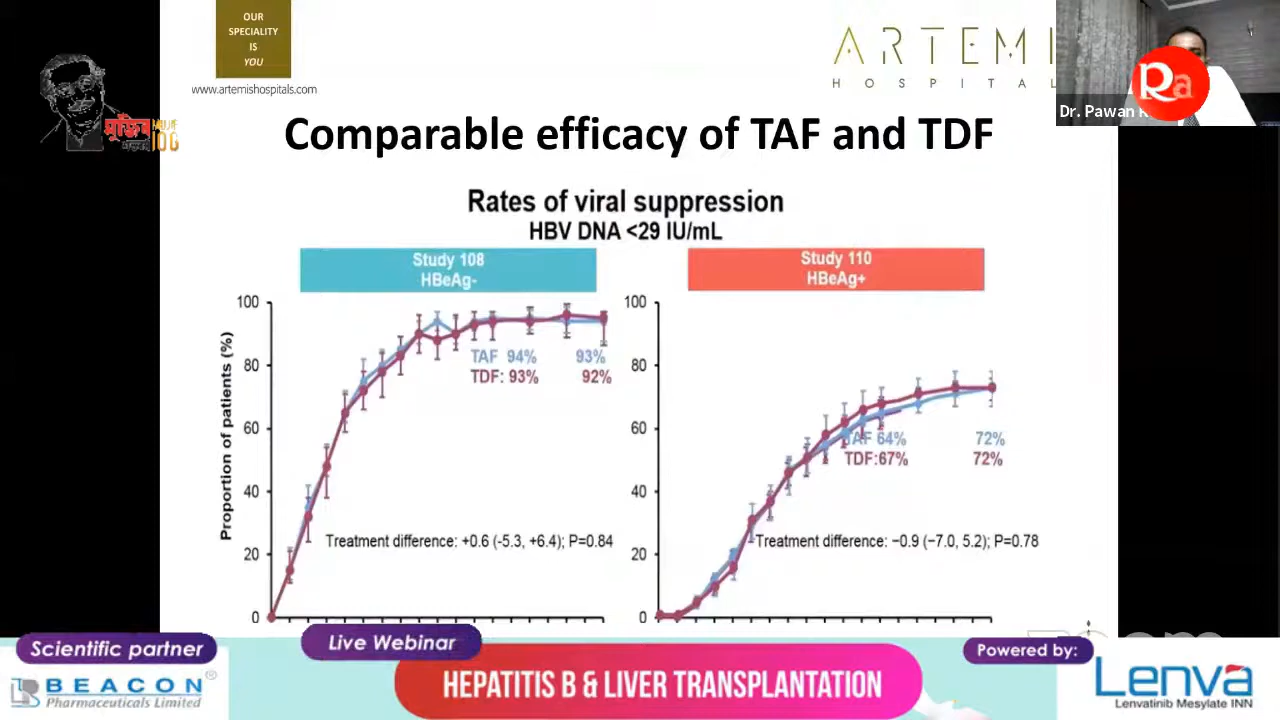 OUR
SPECIALITY
IS
YOU
www.artemishospitals.com
ARTEMI
HOSPITAL
Ra
Dr. Pawan
মুজিব
100
Comparable efficacy of TAF and TDF
Rates of viral suppression
HBV DNA <29 IU/mL
Study 108
HBeAg-
Proportion of patients (%)
100
80
60
40
20
0
TAF 94% 93%
TDF: 93% 92%
Treatment difference: +0.6 (-5.3, +6.4); P=0.84
Study 110
HBeAg+
100
80
60
40
20
0
TAF 64% 72%
TDF:67% 72%
Treatment difference: −0.9 (−7.0, 5.2); P=0.78
Scientific partner
BEACON®
Pharmaceuticals Limited
Live Webinar
HEPATITIS B & LIVER TRANSPLANTATION
Powered by:
Lenva
Lenvatinib Mesylate INN